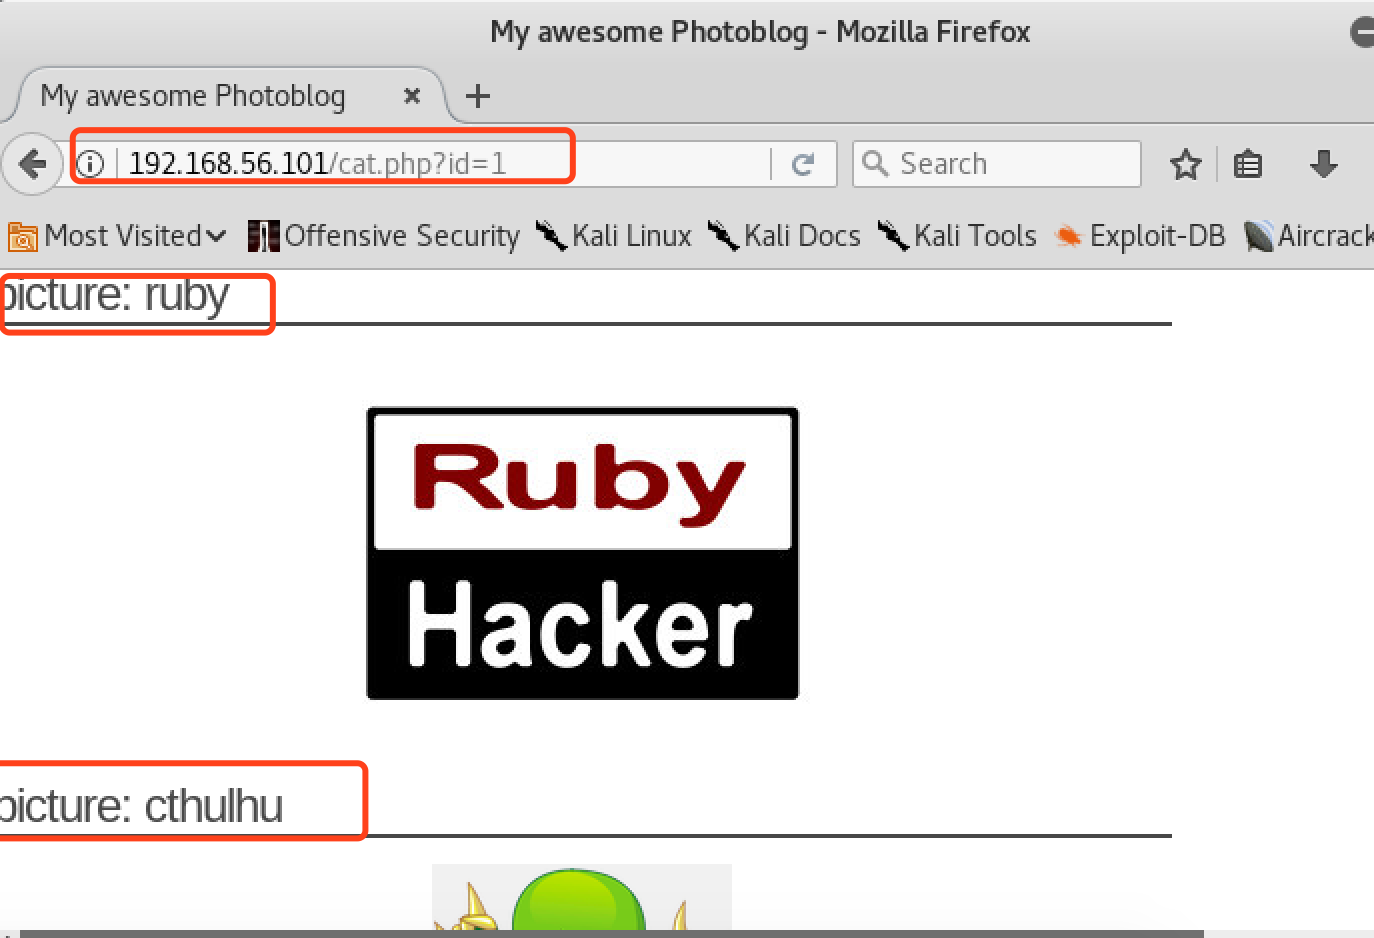 My awesome Photoblog - Mozilla Firefox
My awesome Photoblog
192.168.56.101/cat.php?id=1 Search
Most Visited Offensive Security Kali Linux Kali Docs Kali Tools Exploit-DB Aircrack
picture: ruby
Ruby
Hacker
picture: cthulhu